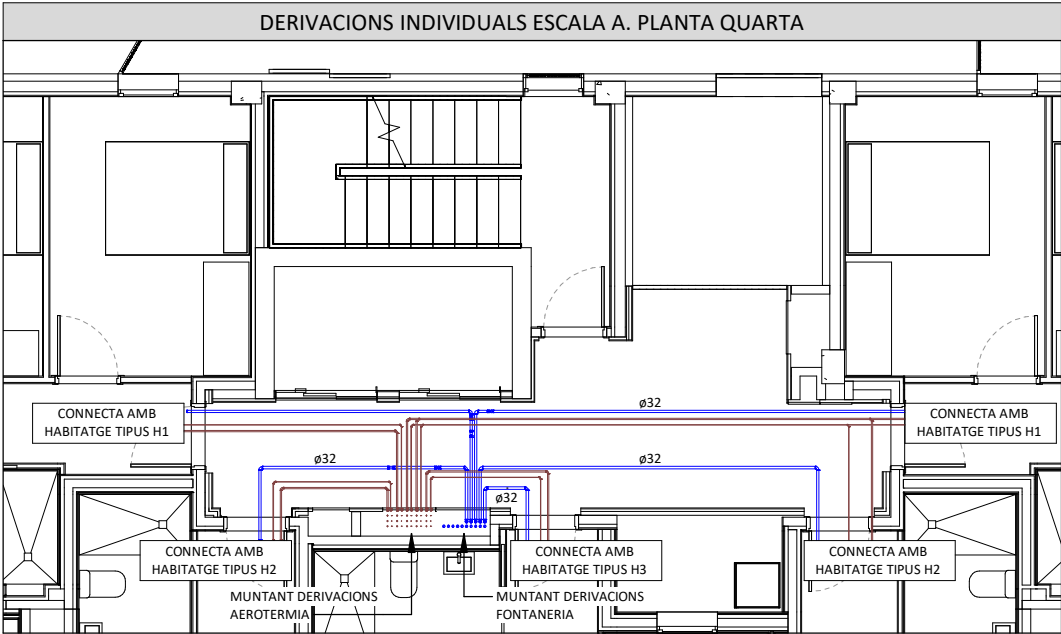 DERIVACIONS INDIVIDUALS ESCALA A. PLANTA QUARTA
ø32
CONNECTA AMB
HABITATGE TIPUS H1
CONNECTA AMB
HABITATGE TIPUS H1
ø32
ø32
ø32
CONNECTA AMB
HABITATGE TIPUS H2
CONNECTA AMB
HABITATGE TIPUS H3
CONNECTA AMB
HABITATGE TIPUS H2
MUNTANT DERIVACIONS
AEROTERMIA
MUNTANT DERIVACIONS
FONTANERIA